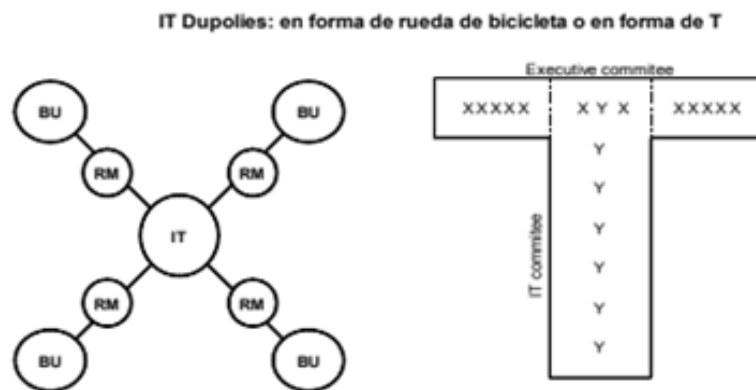 IT Dupolies: en forma de rueda de bicicleta o en forma de T
BU
BU
RM
RM
IT
RM
RM
BU
BU
Executive commitee
XXXXX
X Y X
XXXXX
Y
Y
Y
Y
Y
Y
IT commitee